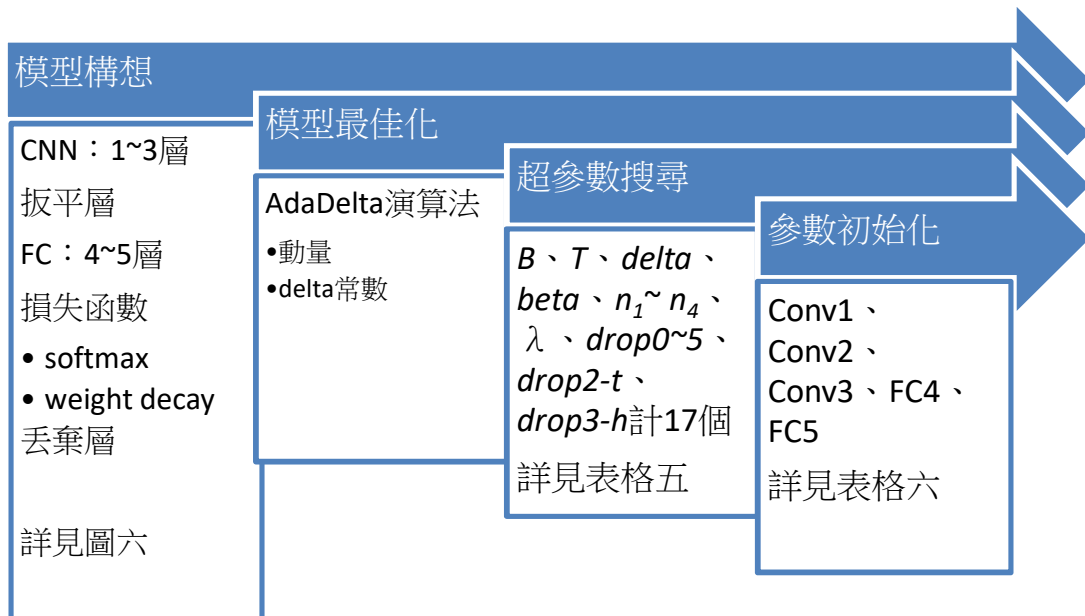 模型構想
CNN：1~3層
扳平層
FC：4~5層
損失函數
• softmax
• weight decay
丟棄層
詳見圖六
模型最佳化
AdaDelta演算法
•動量
•delta常數
超參數搜尋
B、T、delta、
beta、n₁~ n₄、
λ、drop0~5、
drop2-t、
drop3-h計17個
詳見表格五
參數初始化
Conv1、
Conv2、
Conv3、FC4、
FC5
詳見表格六